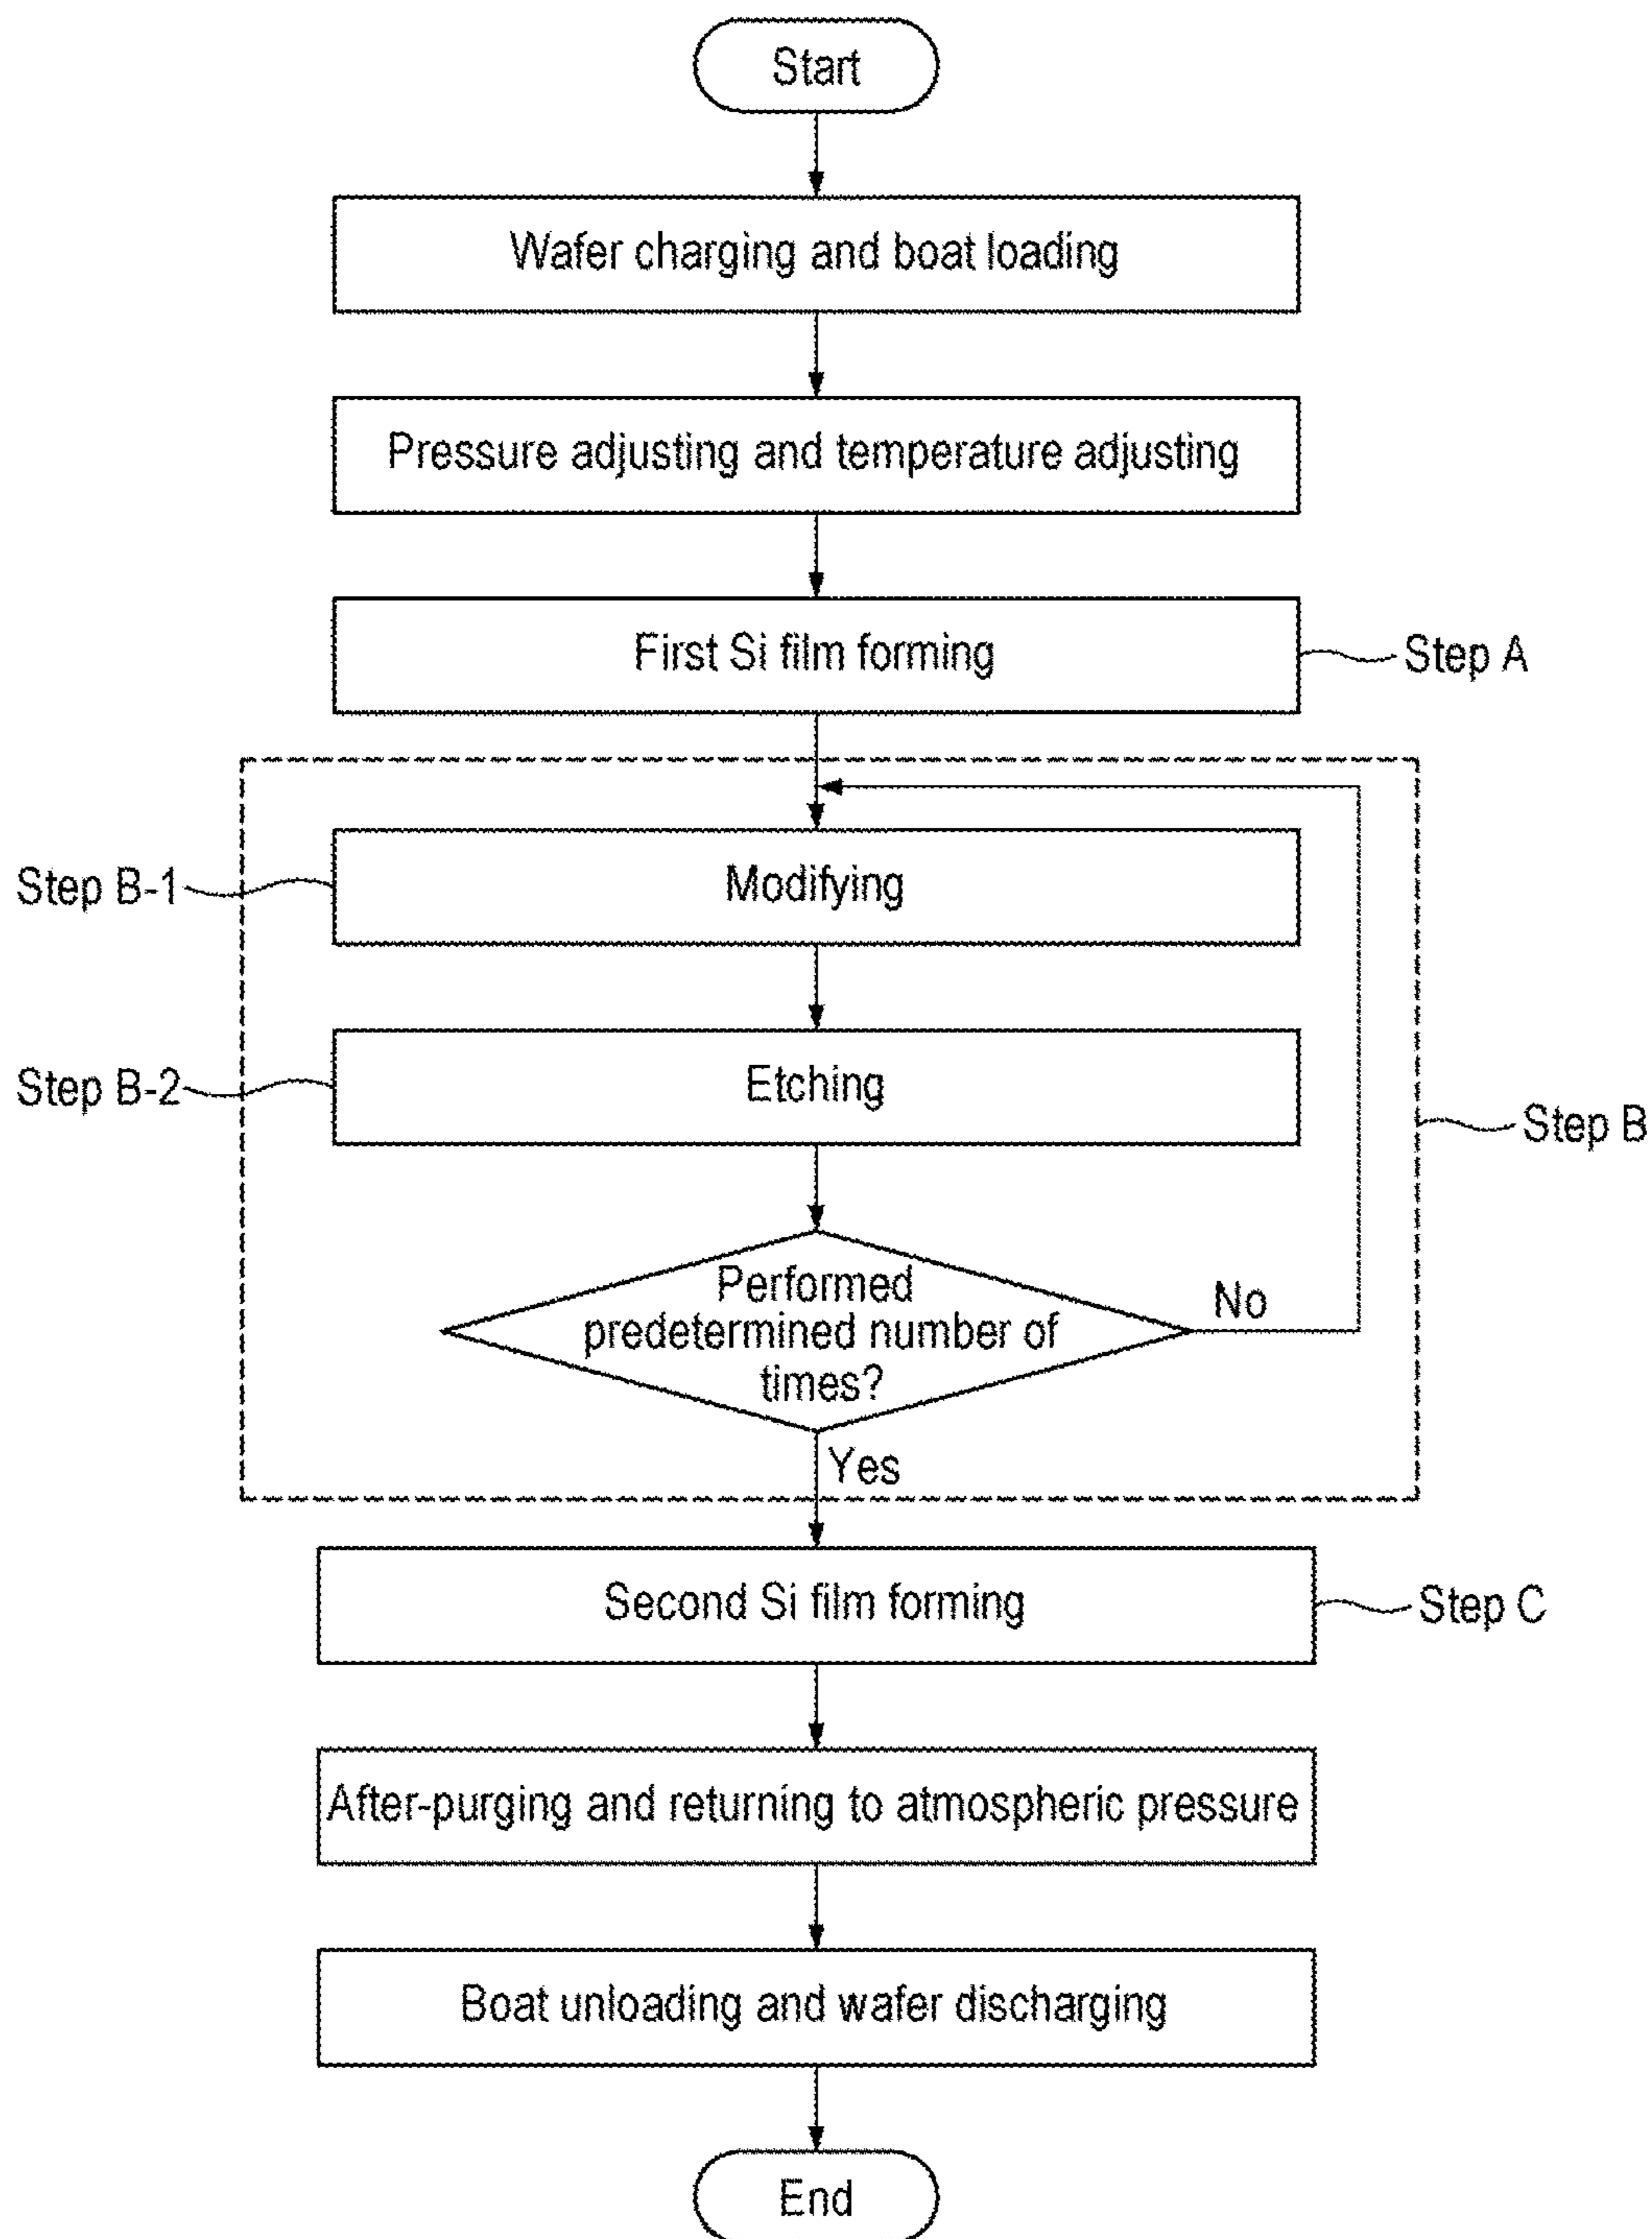 Start
Wafer charging and boat loading
Pressure adjusting and temperature adjusting
First Si film forming
Step A
Step B-1
Modifying
Step B-2
Etching
Step B
Performed
predetermined number of
times?
No
Yes
Second Si film forming
Step C
After-purging and returning to atmospheric pressure
Boat unloading and wafer discharging
End